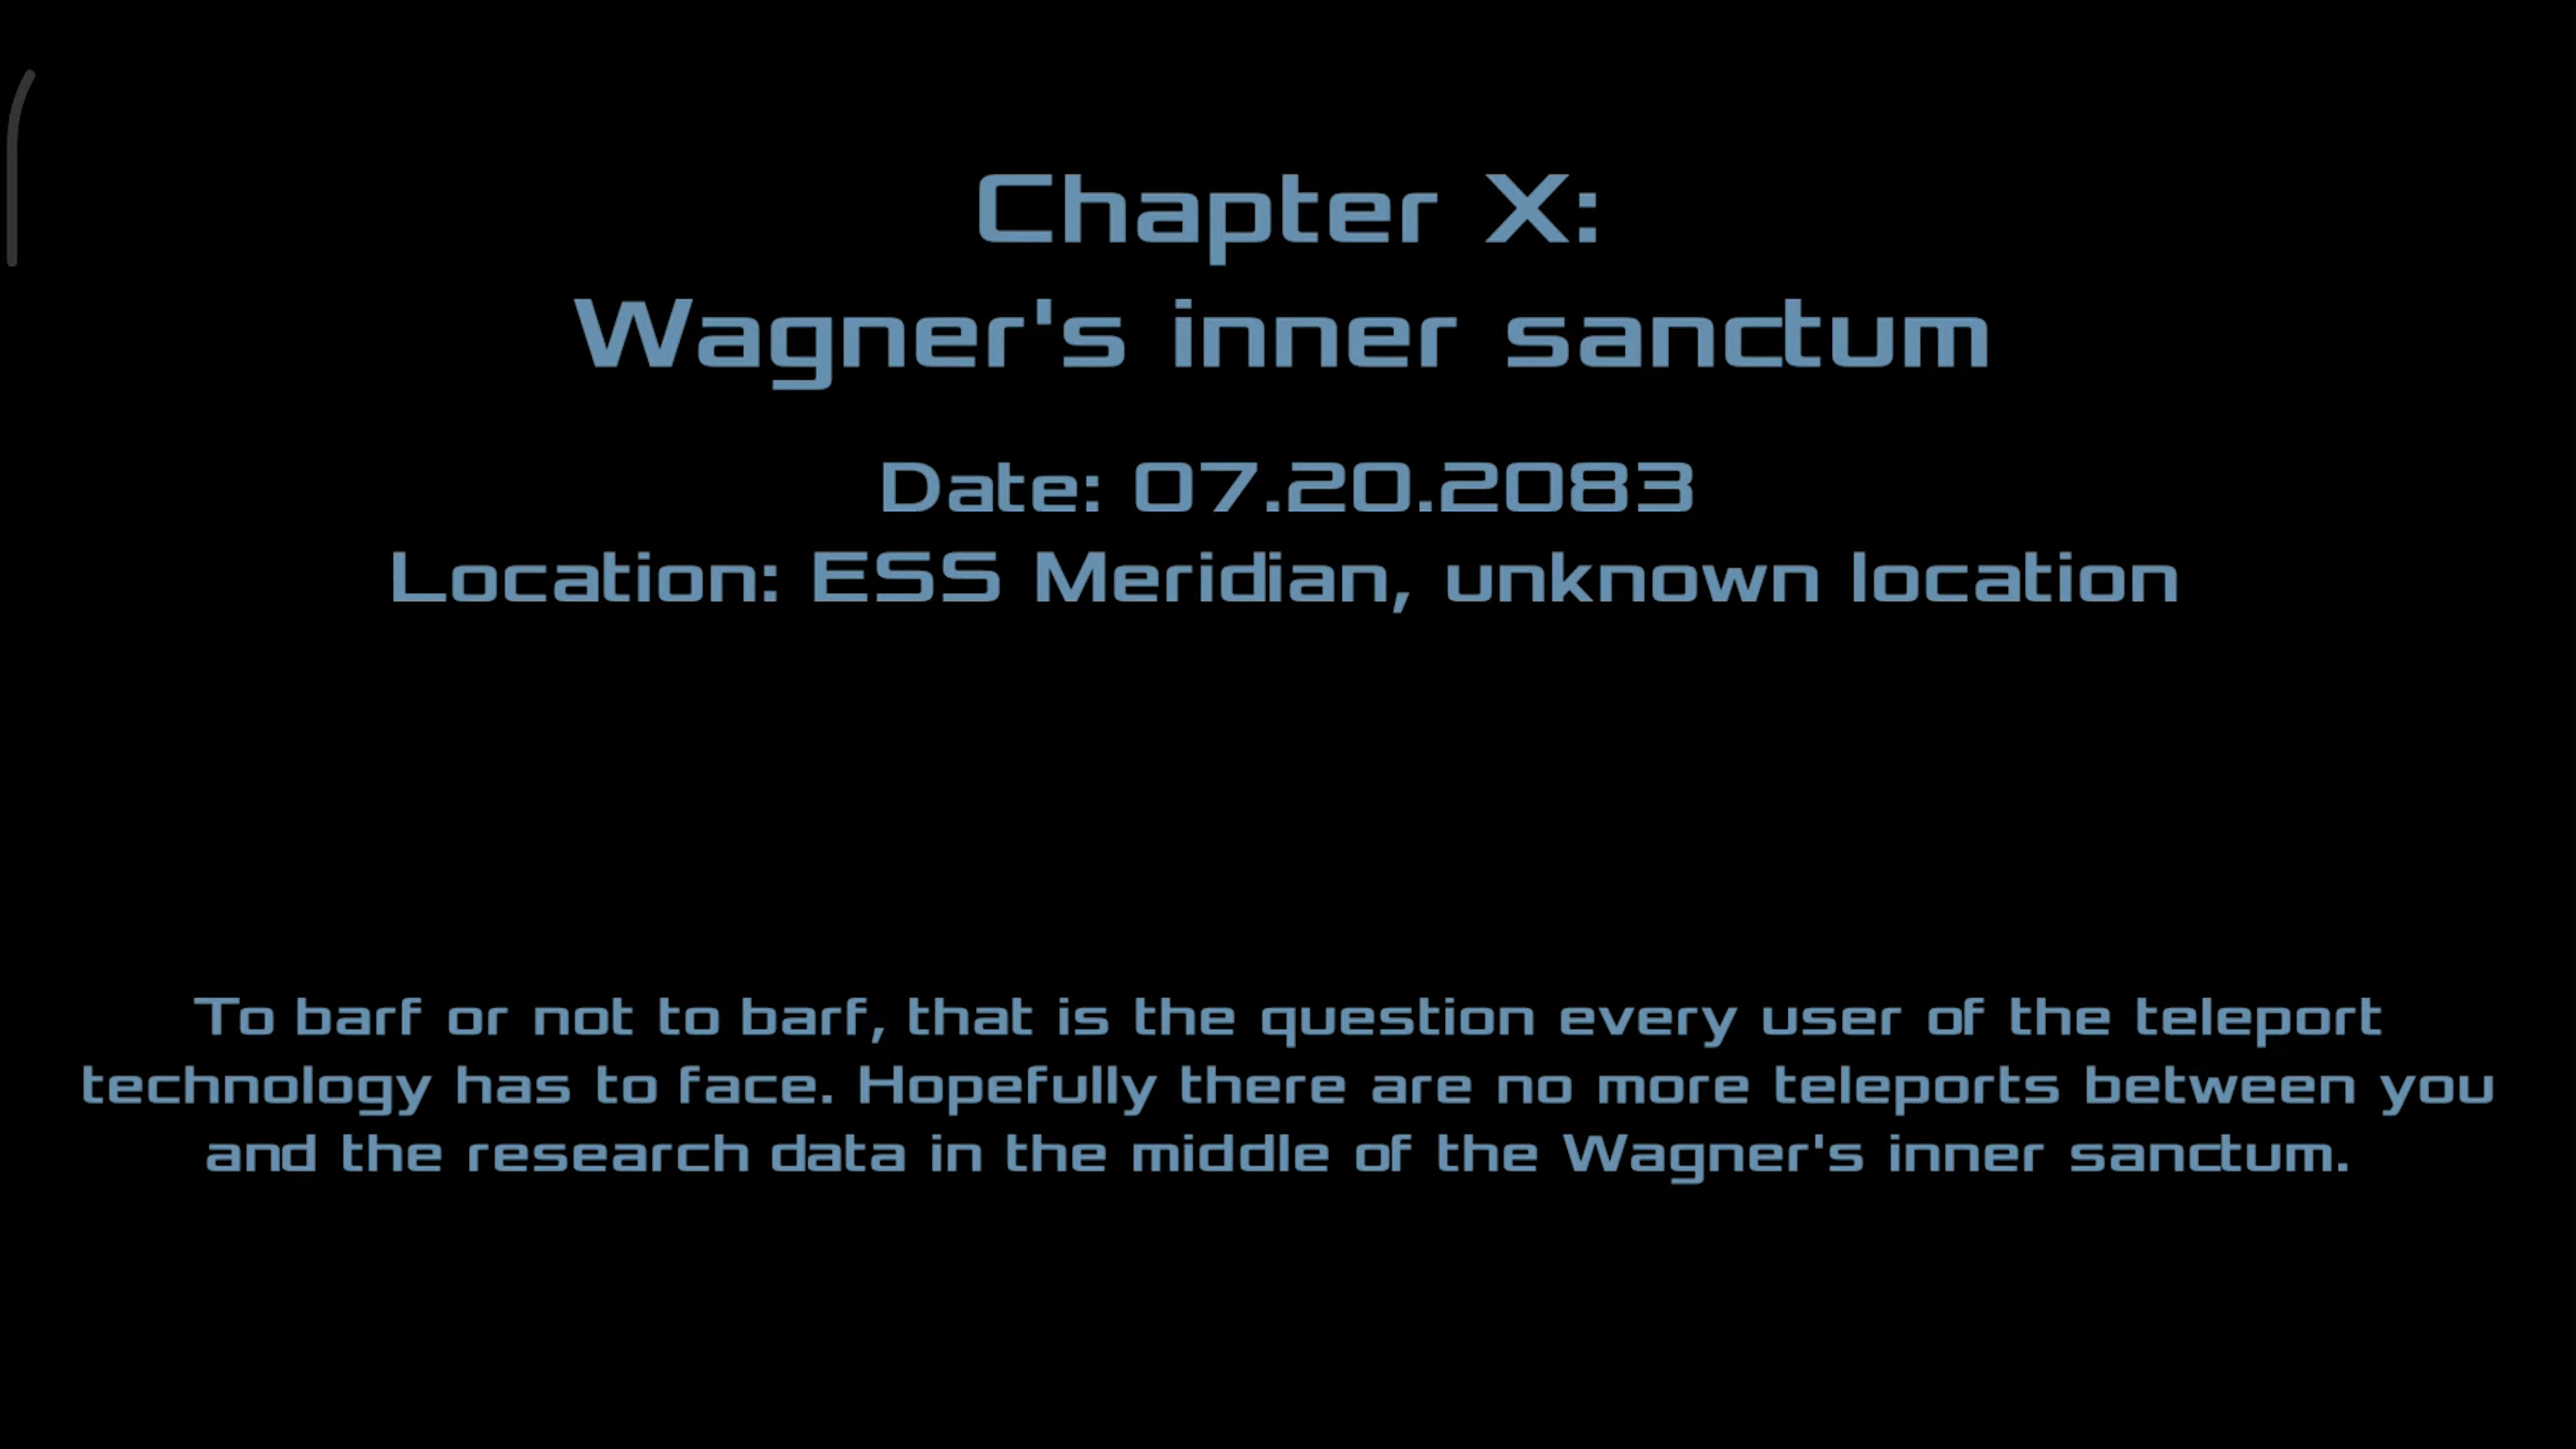 Chapter X:
Wagner's inner sanctum
Date: 07.20.2083
Location: ESS Meridian, unknown location
To barf or not to barf, that is the question every user of the teleport
technology has to face. Hopefully there are no more teleports between you
and the research data in the middle of the Wagner's inner sanctum.